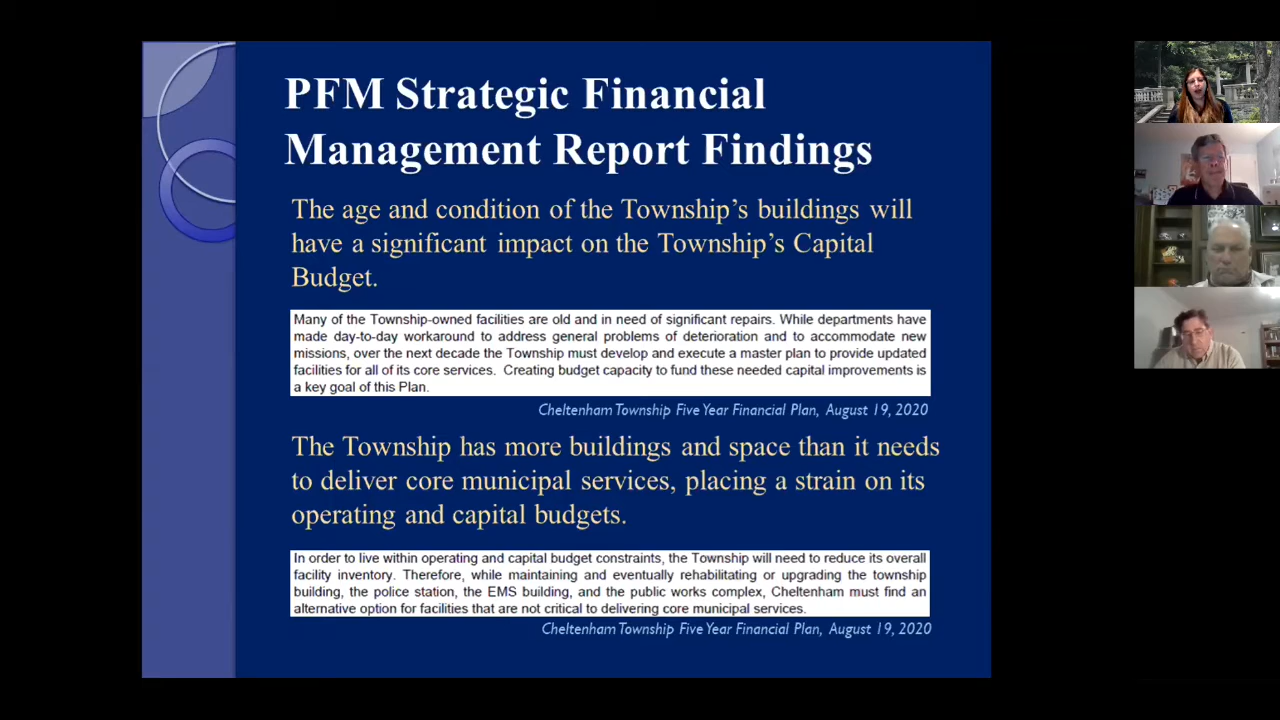 PFM Strategic Financial
Management Report Findings
The age and condition of the Township’s buildings will
have a significant impact on the Township’s Capital
Budget.
Many of the Township-owned facilities are old and in need of significant repairs. While departments have
made day-to-day workaround to address general problems of deterioration and to accommodate new
missions, over the next decade the Township must develop and execute a master plan to provide updated
facilities for all of its core services. Creating budget capacity to fund these needed capital improvements is
a key goal of this Plan.
Cheltenham Township Five Year Financial Plan, August 19, 2020
The Township has more buildings and space than it needs
to deliver core municipal services, placing a strain on its
operating and capital budgets.
In order to live within operating and capital budget constraints, the Township will need to reduce its overall
facility inventory. Therefore, while maintaining and eventually rehabilitating or upgrading the township
building, the police station, the EMS building, and the public works complex, Cheltenham must find an
alternative option for facilities that are not critical to delivering core municipal services.
Cheltenham Township Five Year Financial Plan, August 19, 2020